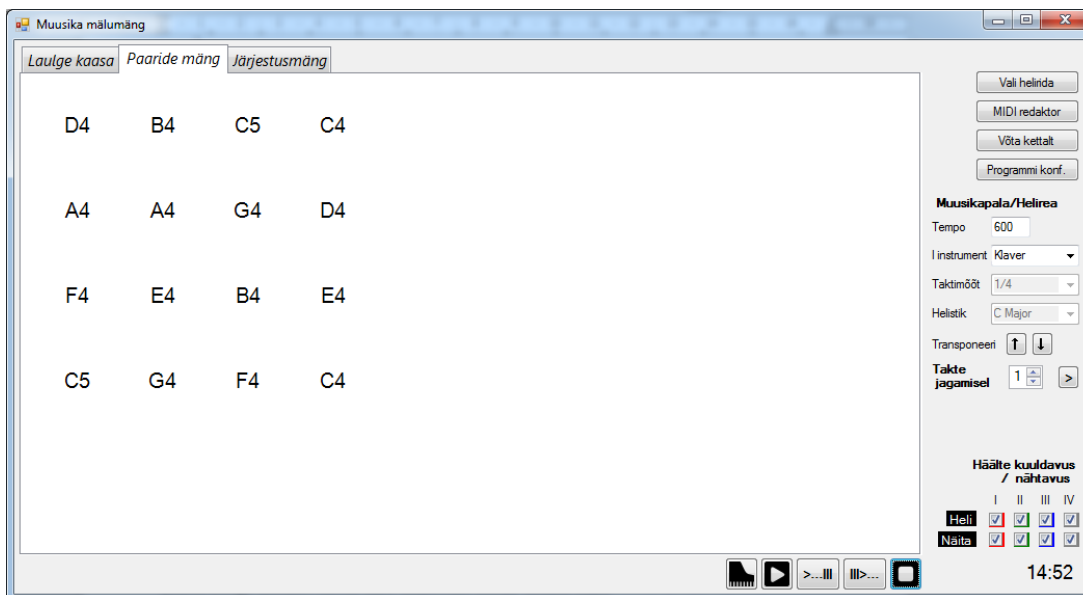 Muusika mälumäng
Laulge kaasa Paaride mäng Järjestusmäng
D4 B4 C5 C4
A4 A4 G4 D4
F4 E4 B4 E4
C5 G4 F4 C4
Vali helirida
MIDI redaktor
Võta kettalt
Programmi konf.
Muusikapala/Helirea
Tempo 600
I instrument Klaver
Taktimõõt 1/4
Helistik C Major
Transponeeri
Takte
jagamisel 1 >
Häälte kuuldavus
/ nähtavus
I II III IV
Heli
Näita
>...III III>...
14:52